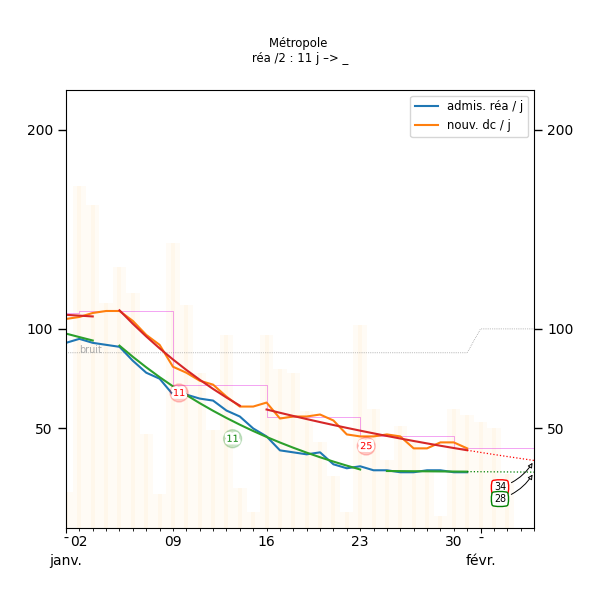 Métropole
réa /2 : 11 j –> _
admis. réa / j
nouv. dc / j
200
200
100
100
bruit
11
50
11
25
50
34
28
02
09
16
23
30
janv.
févr.